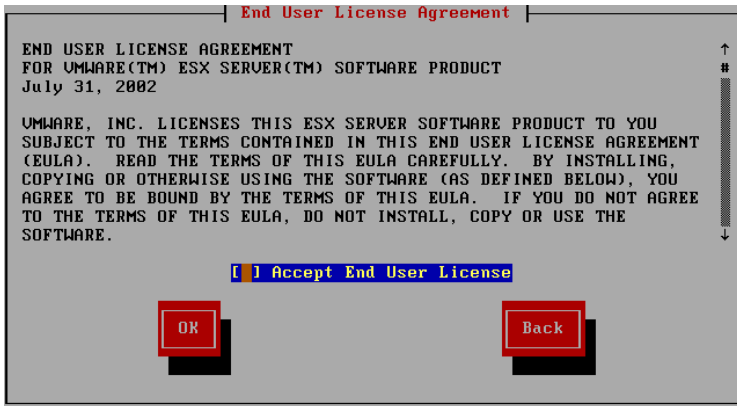 End User License Agreement
END USER LICENSE AGREEMENT
FOR VMWARE(TM) ESX SERVER(TM) SOFTWARE PRODUCT
July 31, 2002
VMWARE, INC. LICENSES THIS ESX SERVER SOFTWARE PRODUCT TO YOU
SUBJECT TO THE TERMS CONTAINED IN THIS END USER LICENSE AGREEMENT
(EULA).  READ THE TERMS OF THIS EULA CAREFULLY.  BY INSTALLING,
COPYING OR OTHERWISE USING THE SOFTWARE (AS DEFINED BELOW), YOU
AGREE TO BE BOUND BY THE TERMS OF THIS EULA.  IF YOU DO NOT AGREE
TO THE TERMS OF THIS EULA, DO NOT INSTALL, COPY OR USE THE
SOFTWARE.
[ ] Accept End User License
OK
Back